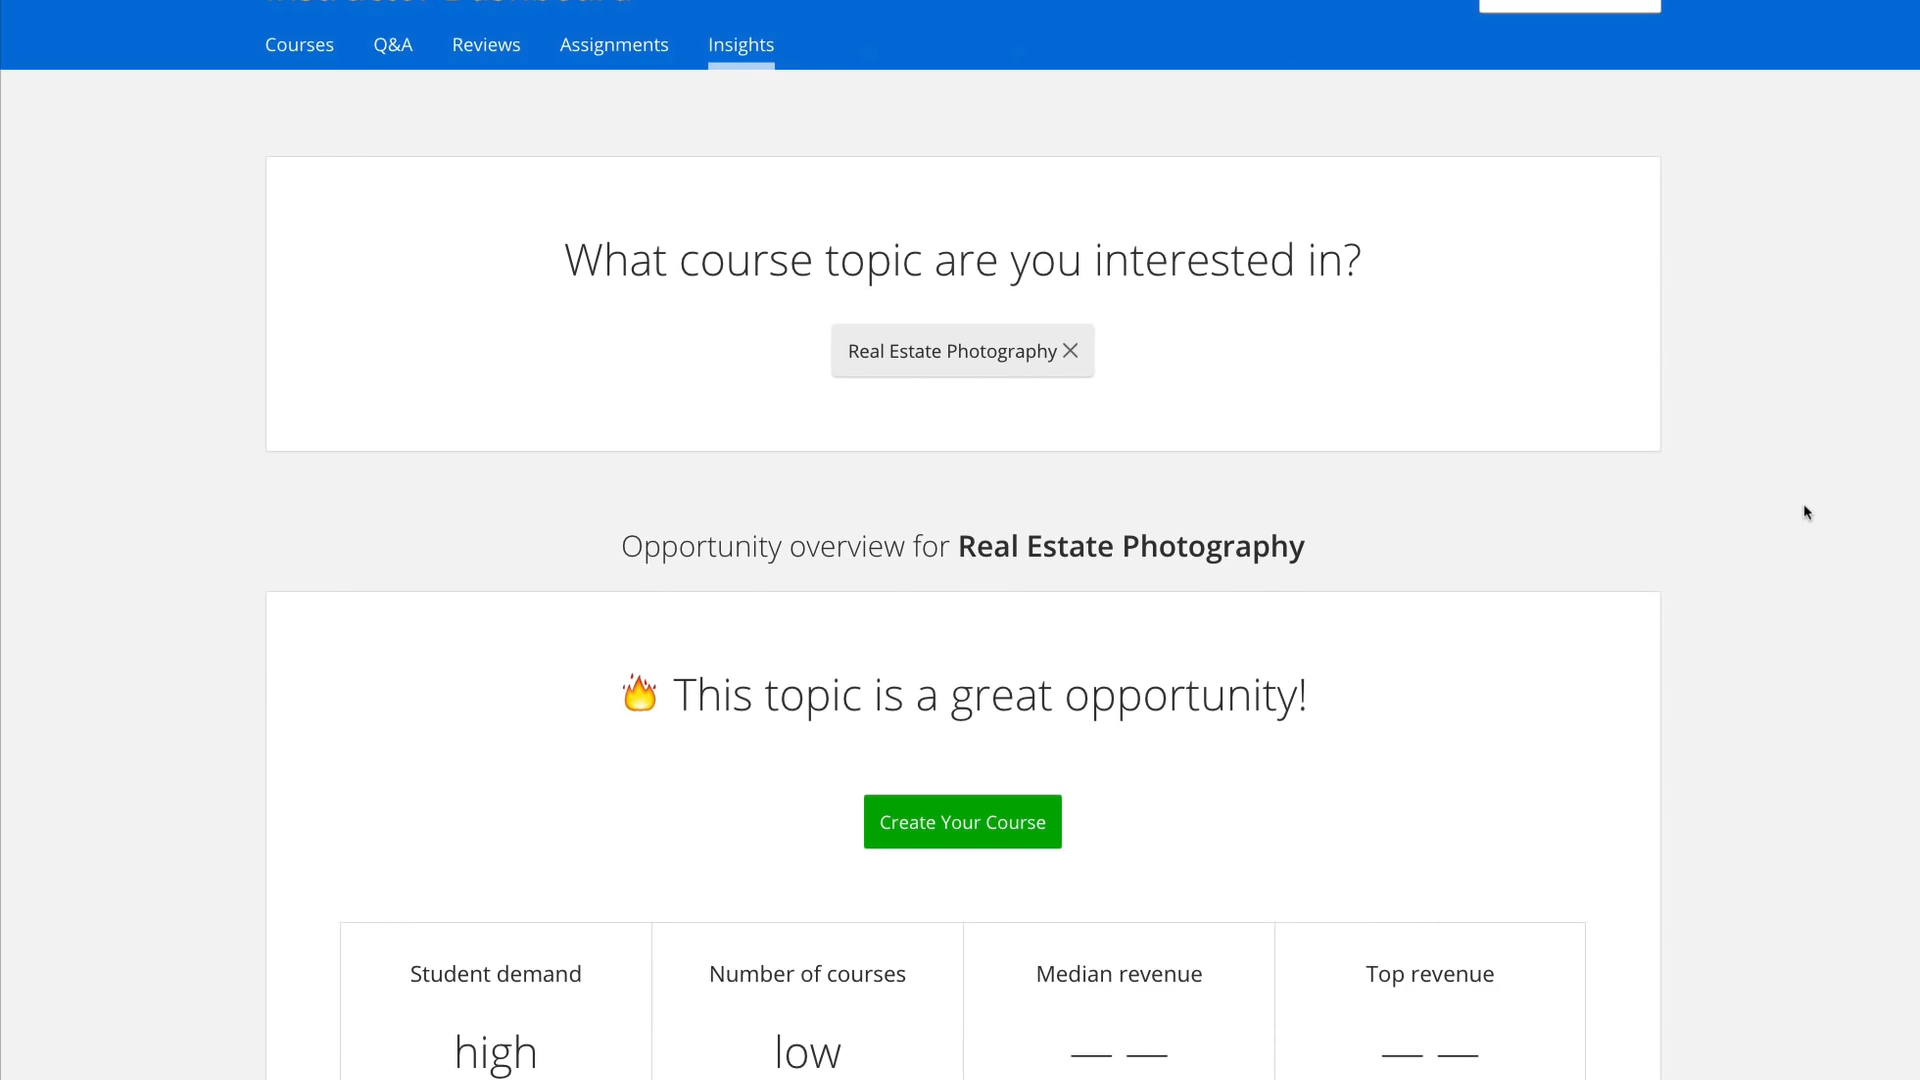 Instructor Dashboard
Courses Q&A Reviews Assignments Insights
What course topic are you interested in?
Real Estate Photography
Opportunity overview for Real Estate Photography
This topic is a great opportunity!
Create Your Course
Student demand Number of courses Median revenue Top revenue
high low — — — —